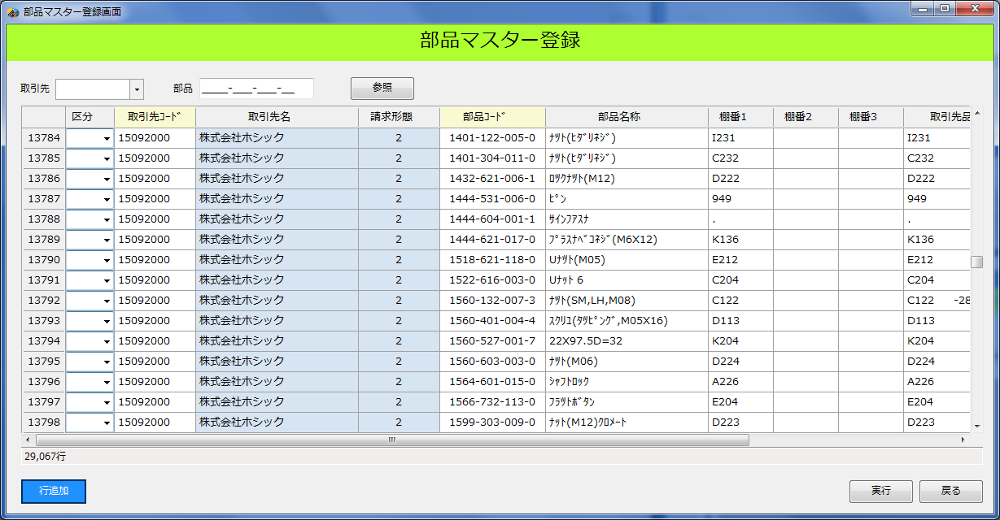 部品マスター登録画面
部品マスター登録
取引先 部品 _____-___-___-__ 参照
区分 取引先ｺｰﾄﾞ 取引先名 請求形態 部品ｺｰﾄﾞ 部品名称 棚番1 棚番2 棚番3 取引先品
13784 15092000 株式会社ホシック 2 1401-122-005-0 ﾅﾂﾄ(ﾋﾀﾞﾘﾈｼﾞ) I231 I231
13785 15092000 株式会社ホシック 2 1401-304-011-0 ﾅﾂﾄ(ﾋﾀﾞﾘﾈｼﾞ) C232 C232
13786 15092000 株式会社ホシック 2 1432-621-006-1 ﾛﾂｸﾅﾂﾄ(M12) D222 D222
13787 15092000 株式会社ホシック 2 1444-531-006-0 ﾋﾟﾝ 949 949
13788 15092000 株式会社ホシック 2 1444-604-001-1 ｻｲﾝﾌｱｽﾅ . .
13789 15092000 株式会社ホシック 2 1444-621-017-0 ﾌﾟﾗｽﾅﾍﾞｺﾈｼﾞ(M6X12) K136 K136
13790 15092000 株式会社ホシック 2 1518-621-118-0 Uﾅﾂﾄ(M05) E212 E212
13791 15092000 株式会社ホシック 2 1522-616-003-0 Uﾅｯﾄ 6 C204 C204
13792 15092000 株式会社ホシック 2 1560-132-007-3 ﾅﾂﾄ(SM,LH,M08) C122 C122 -28
13793 15092000 株式会社ホシック 2 1560-401-004-4 ｽｸﾘﾕ(ﾀﾂﾋﾟﾝｸﾞ,M05X16) D113 D113
13794 15092000 株式会社ホシック 2 1560-527-001-7 22X97.5D=32 K204 K204
13795 15092000 株式会社ホシック 2 1560-603-003-0 ﾅﾂﾄ(M06) D224 D224
13796 15092000 株式会社ホシック 2 1564-601-015-0 ｼｬﾌﾄﾛｯｸ A226 A226
13797 15092000 株式会社ホシック 2 1566-732-113-0 ﾌﾗﾂﾄﾎﾞﾀﾝ E204 E204
13798 15092000 株式会社ホシック 2 1599-303-009-0 ﾅｯﾄ(M12)ｸﾛﾒｰﾄ D223 D223
29,067行
行追加 実行 戻る